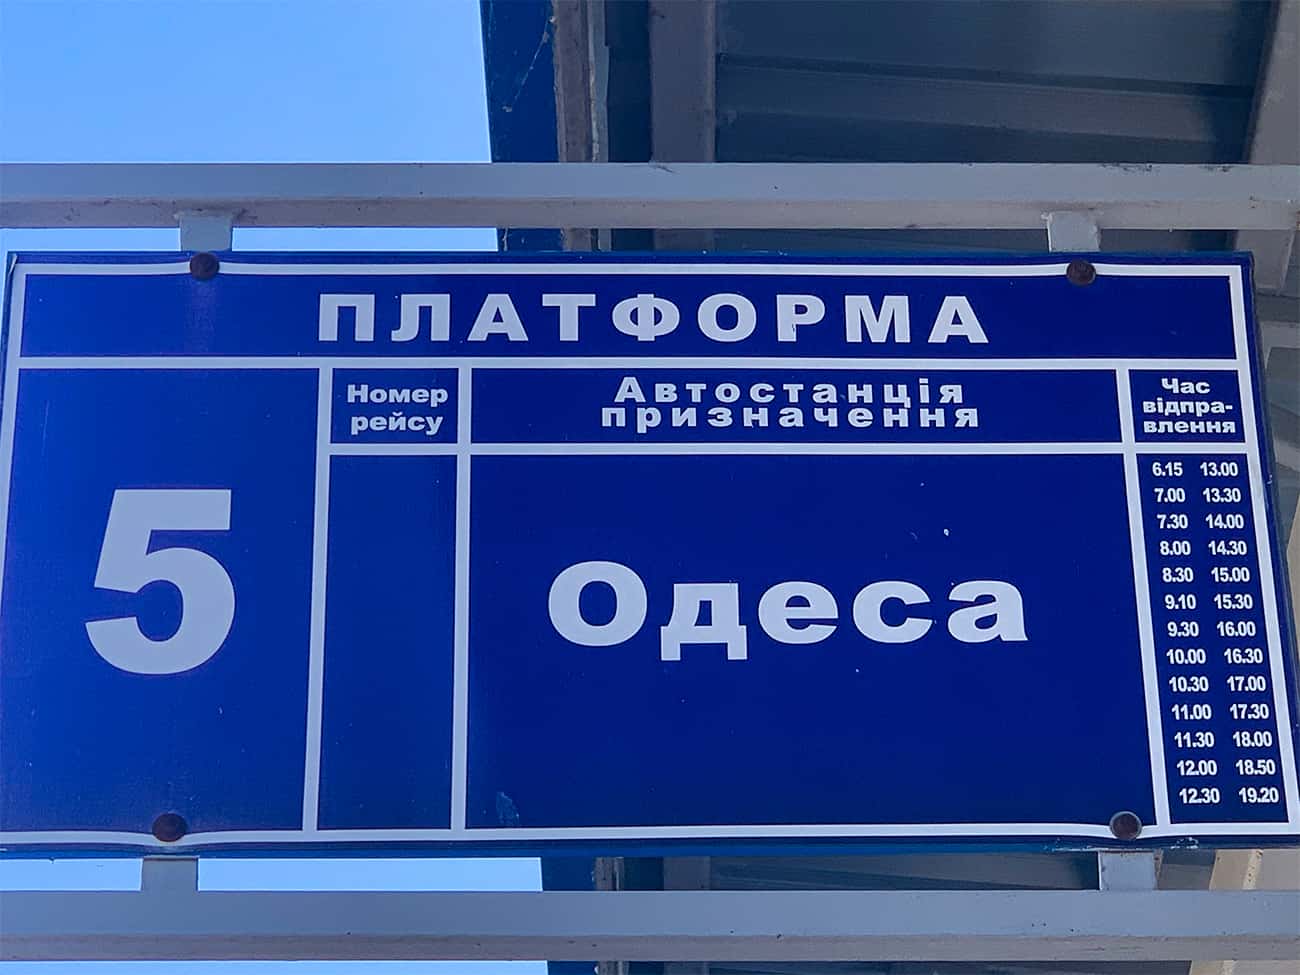 ПЛАТФОРМА
5
Номер
рейсу
Автостанція
призначення
Час
відпра-
влення
Одеса
6.15 13.00
7.00 13.30
7.30 14.00
8.00 14.30
8.30 15.00
9.10 15.30
9.30 16.00
10.00 16.30
10.30 17.00
11.00 17.30
11.30 18.00
12.00 18.50
12.30 19.20